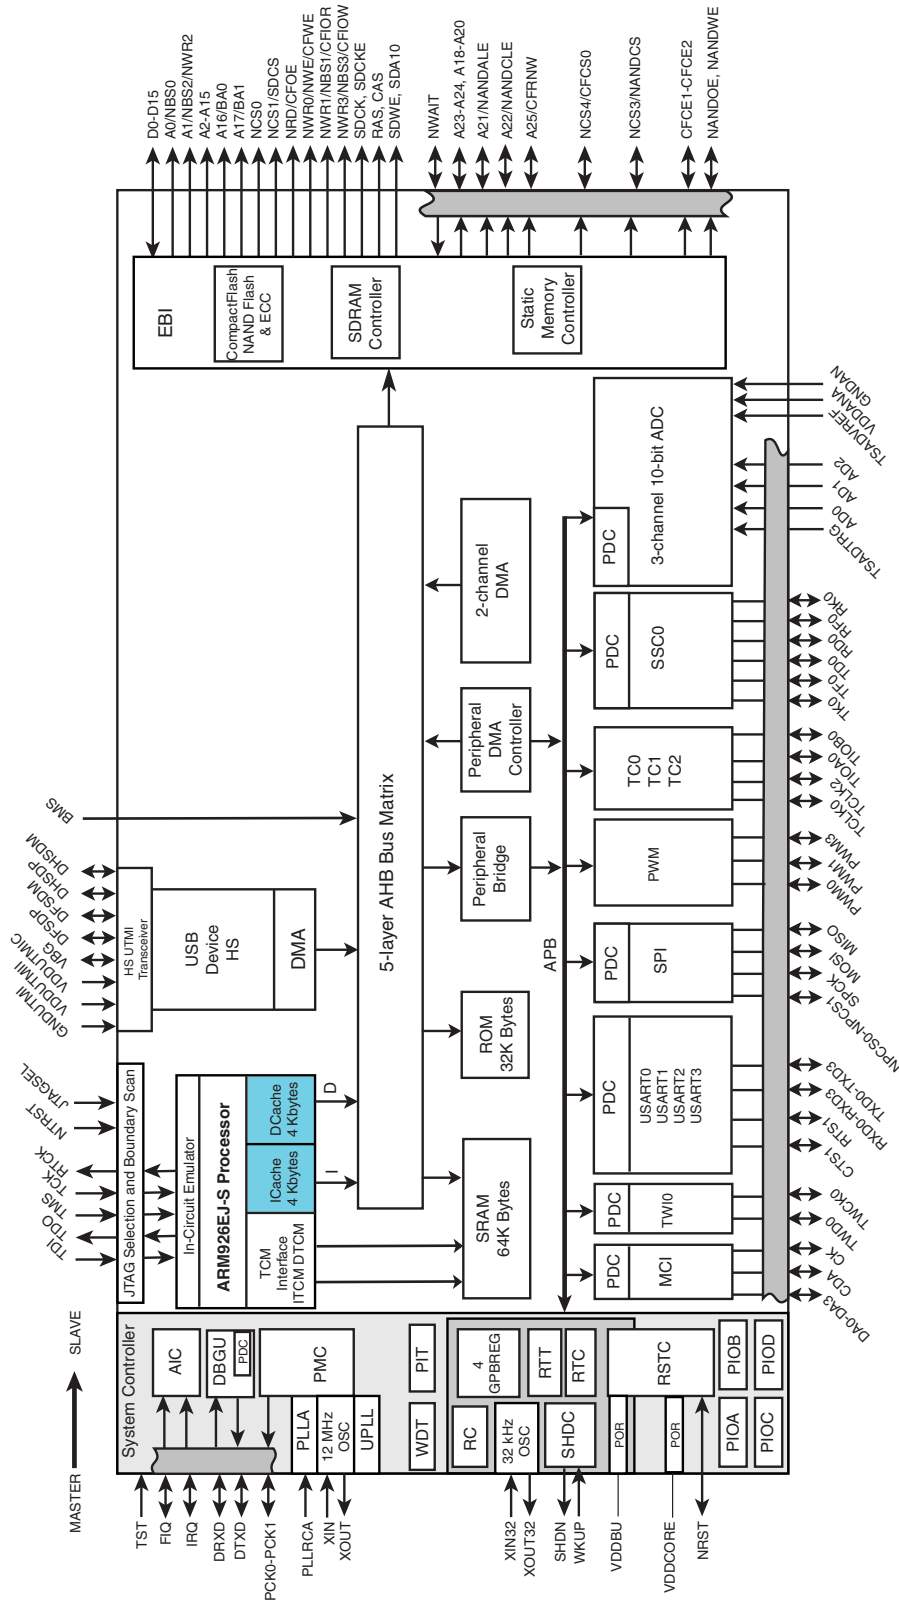 MASTER
SLAVE
TST
FIQ
IRQ
DRXD
DTXD
PCK0-PCK1
PLLRCA
XIN
XOUT
XIN32
XOUT32
SHDN
WKUP
VDDBU
VDDCORE
NRST
System Controller
AIC
DBGU
PDC
PMC
PLLA
12 MHz
OSC
UPLL
WDT
PIT
4
GPBREG
RTT
RTC
RC
32 kHz
OSC
SHDC
RSTC
POR
POR
PIOA
PIOB
PIOC
PIOD
TDI
TDO
TMS
TCK
RTCK
NTRST
JTAGSEL
JTAG Selection and Boundary Scan
In-Circuit Emulator
ARM926EJ-S Processor
TCM
Interface
ITCM DTCM
ICache
4 Kbytes
DCache
4 Kbytes
I
D
GNDUTMI
VDDUTMII
VDDUTMIC
VBG
DFSDP
DFSDM
DHSDP
DHSDM
HS UTMI
Transceiver
USB
Device
HS
DMA
BMS
5-layer AHB Bus Matrix
SRAM
64K Bytes
ROM
32K Bytes
Peripheral
Bridge
Peripheral
DMA
Controller
2-channel
DMA
APB
EBI
CompactFlash
NAND Flash
& ECC
SDRAM
Controller
Static
Memory
Controller
D0-D15
A0/NBS0
A1/NBS2/NWR2
A2-A15
A16/BA0
A17/BA1
NCS0
NCS1/SDCS
NRD/CFOE
NWR0/NWE/CFWE
NWR1/NBS1/CFIOR
NWR3/NBS3/CFIOW
SDCK, SDCKE
RAS, CAS
SDWE, SDA10
NWAIT
A23-A24, A18-A20
A21/NANDALE
A22/NANDCLE
A25/CFRNW
NCS4/CFCS0
NCS3/NANDCS
CFCE1-CFCE2
NANDOE, NANDWE
PDC
MCI
PDC
TWI0
PDC
USART0
USART1
USART2
USART3
PDC
SPI
PWM
TC0
TC1
TC2
PDC
SSC0
PDC
3-channel 10-bit ADC
DA0-DA3
CDA
CK
TWD0
TWCK0
CTS1
RTS1
RXD0-RXD3
TXD0-TXD3
NPCS0-NPCS1
SPCK
MOSI
MISO
PWM0
PWM1
PWM3
TCLK0
TCLK2
TIOA0
TIOB0
TK0
TF0
TD0
RD0
RF0
RK0
TSADTRG
AD0
AD1
AD2
TSADVREF
VDDANA
GNDAN